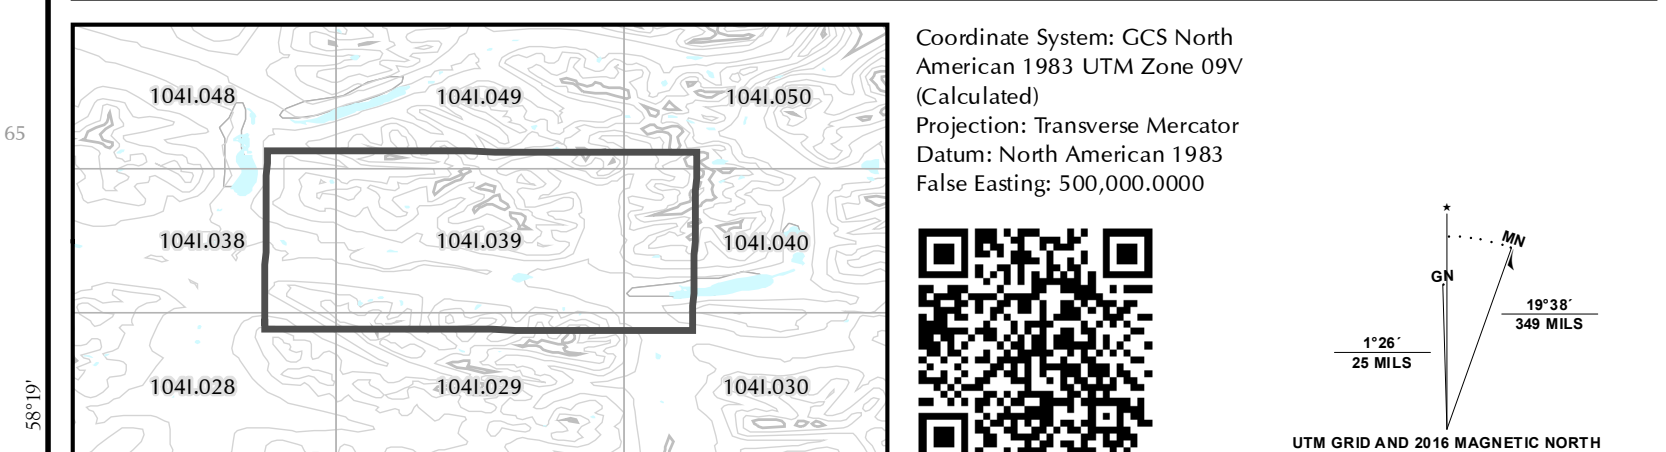 65
58°19'
104I.048
104I.049
104I.050
104I.038
104I.039
104I.040
104I.028
104I.029
104I.030
Coordinate System: GCS North
American 1983 UTM Zone 09V
(Calculated)
Projection: Transverse Mercator
Datum: North American 1983
False Easting: 500,000.0000
MN
GN
19°38´
349 MILS
1°26´
25 MILS
UTM GRID AND 2016 MAGNETIC NORTH